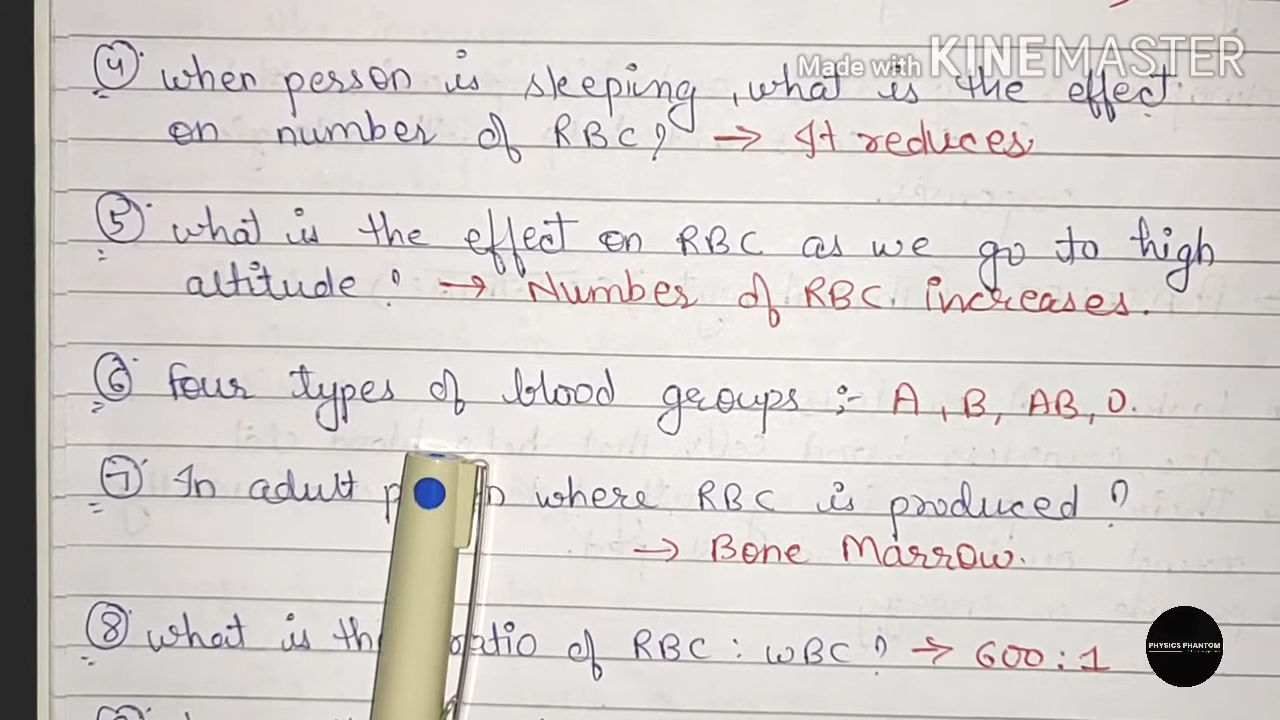 Made with KINEMASTER
④ when person is sleeping, what is the effect
on number of RBC? → It reduces.
⑤ what is the effect on RBC as we go to high
altitude? → Number of RBC increases.
⑥ Four types of blood groups :- A, B, AB, O.
⑦ In adult where RBC is produced?
→ Bone Marrow.
⑧ what is the ratio of RBC : WBC? → 600:1
PHYSICS PHANTOM